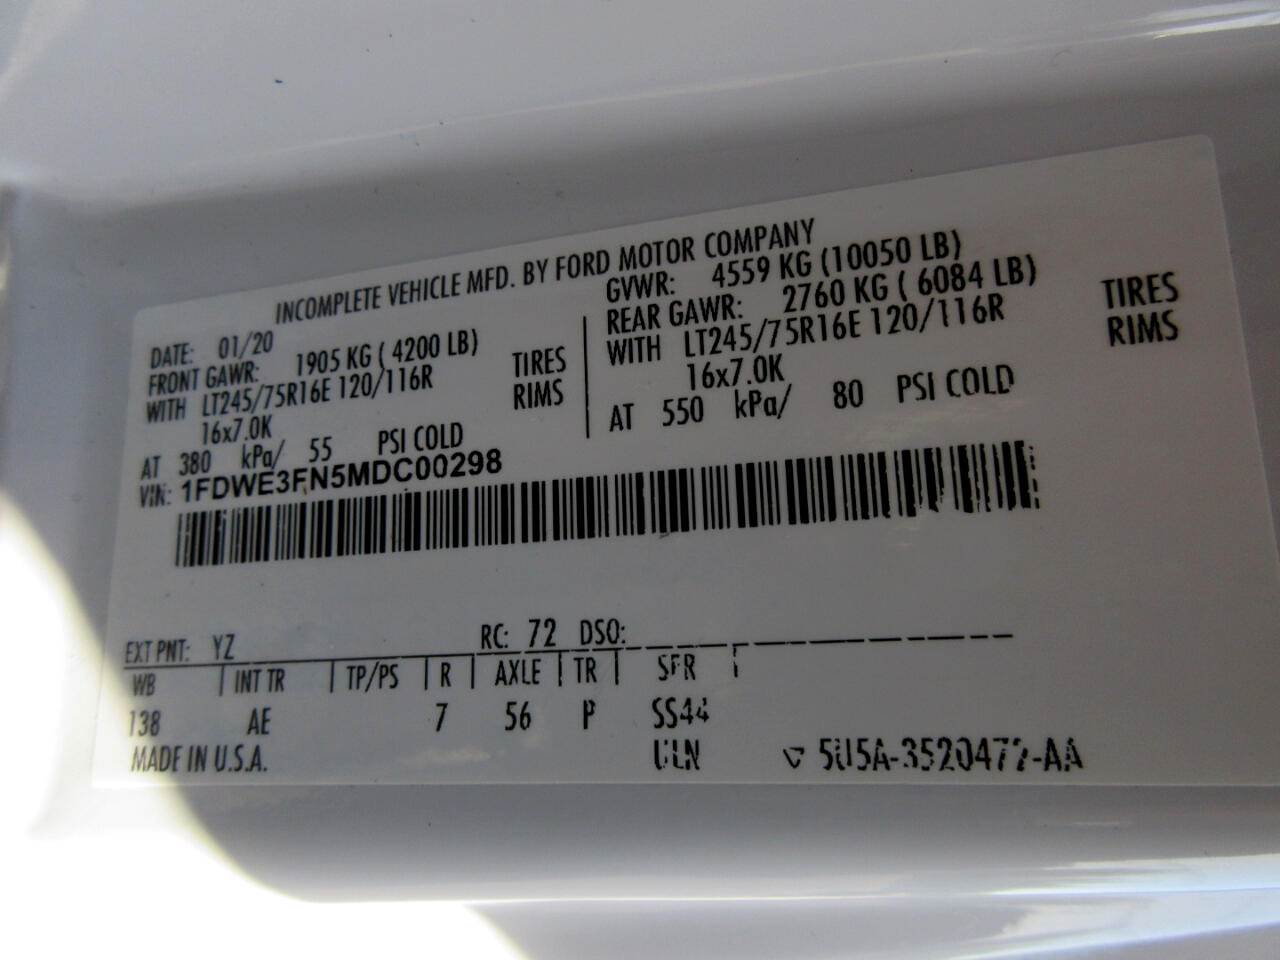 INCOMPLETE VEHICLE MFD. BY FORD MOTOR COMPANY
DATE: 01/20
FRONT GAWR: 1905 KG ( 4200 LB)
WITH LT245/75R16E 120/116R TIRES
16x7.0K RIMS
AT 380 kPa/ 55 PSI COLD
GVWR: 4559 KG (10050 LB)
REAR GAWR: 2760 KG ( 6084 LB)
WITH LT245/75R16E 120/116R TIRES
16x7.0K RIMS
AT 550 kPa/ 80 PSI COLD
VIN: 1FDWE3FN5MDC00298
EXT PNT: YZ RC: 72 DSO:
WB INT TR TP/PS R AXLE TR SPR
138 AE 7 56 P SS44
MADE IN U.S.A. ULN 5U5A-3520472-AA